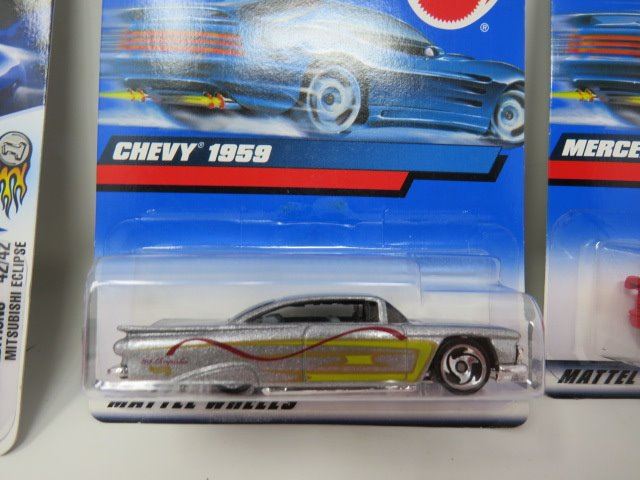 ®
CHEVY® 1959
MERCE
42/42
MITSUBISHI ECLIPSE
MATTEL WHEELS
MATTEL